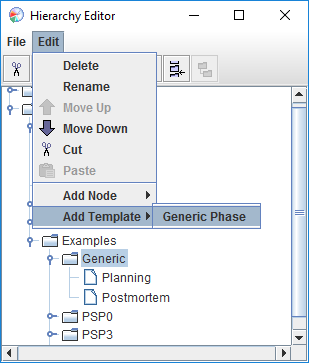 Hierarchy Editor
File Edit
Delete
Rename
Move Up
Move Down
Cut
Paste
Add Node
Add Template Generic Phase
Examples
Generic
Planning
Postmortem
PSP0
PSP3